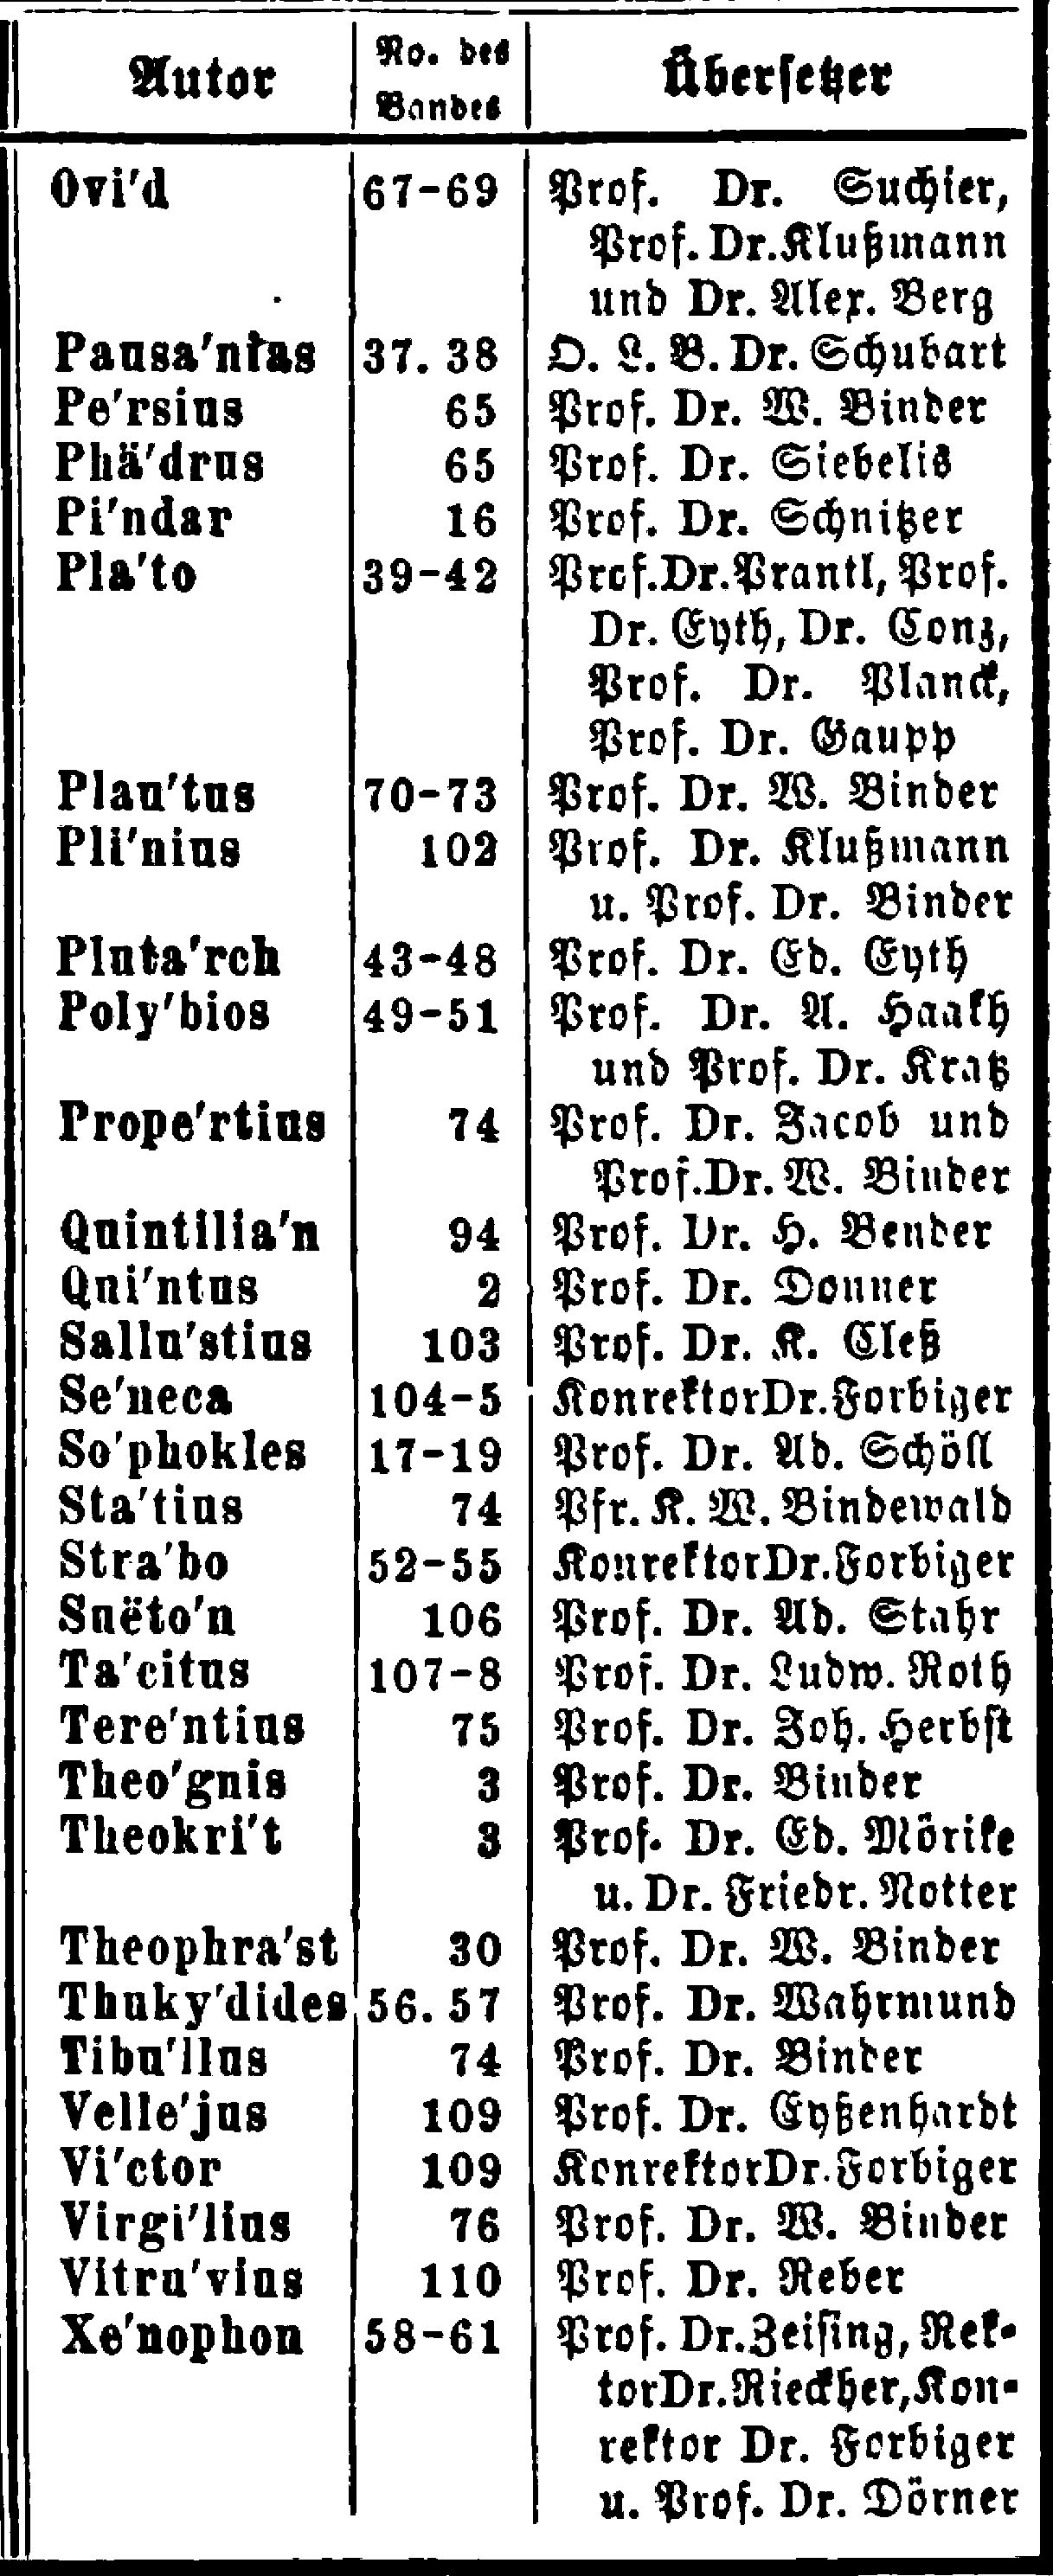 Autor No. des Bandes Übersetzer
Ovi'd 67-69 Prof. Dr. Suchier,
Prof. Dr. Klußmann
und Dr. Alex. Berg
Pausa'nias 37. 38 O. L. B. Dr. Schubart
Pe'rsius 65 Prof. Dr. W. Binder
Phä'drus 65 Prof. Dr. Siebelis
Pi'ndar 16 Prof. Dr. Schnitzer
Pla'to 39-42 Prof. Dr. Prantl, Prof.
Dr. Eyth, Dr. Conz,
Prof. Dr. Planck,
Prof. Dr. Gaupp
Plau'tus 70-73 Prof. Dr. W. Binder
Pli'nius 102 Prof. Dr. Klußmann
u. Prof. Dr. Binder
Pluta'rch 43-48 Prof. Dr. Ed. Eyth
Poly'bios 49-51 Prof. Dr. A. Haakh
und Prof. Dr. Kratz
Prope'rtius 74 Prof. Dr. Jacob und
Prof. Dr. W. Binder
Quintilia'n 94 Prof. Dr. H. Bender
Qui'ntus 2 Prof. Dr. Donner
Sallu'stius 103 Prof. Dr. K. Cleß
Se'neca 104-5 Konrektor Dr. Forbiger
So'phokles 17-19 Prof. Dr. Ad. Schöll
Sta'tius 74 Pfr. K. W. Bindewald
Stra'bo 52-55 Konrektor Dr. Forbiger
Suëto'n 106 Prof. Dr. Ad. Stahr
Ta'citus 107-8 Prof. Dr. Ludw. Roth
Tere'ntius 75 Prof. Dr. Joh. Herbst
Theo'gnis 3 Prof. Dr. Binder
Theokri't 3 Prof. Dr. Ed. Mörike
u. Dr. Friedr. Notter
Theophra'st 30 Prof. Dr. W. Binder
Thuky'dides 56. 57 Prof. Dr. Wahrmund
Tibu'llus 74 Prof. Dr. Binder
Velle'jus 109 Prof. Dr. Eyßenhardt
Vi'ctor 109 Konrektor Dr. Forbiger
Virgi'lius 76 Prof. Dr. W. Binder
Vitru'vius 110 Prof. Dr. Reber
Xe'nophon 58-61 Prof. Dr. Zeising, Rek-
tor Dr. Rieckher, Kon-
rektor Dr. Forbiger
u. Prof. Dr. Dörner